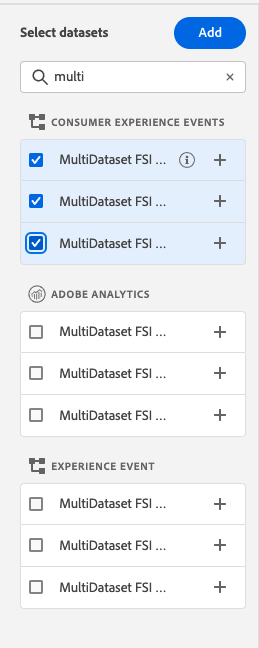 Select datasets
Add
multi
CONSUMER EXPERIENCE EVENTS
MultiDataset FSI ...
MultiDataset FSI ...
MultiDataset FSI ...
ADOBE ANALYTICS
MultiDataset FSI ...
MultiDataset FSI ...
MultiDataset FSI ...
EXPERIENCE EVENT
MultiDataset FSI ...
MultiDataset FSI ...
MultiDataset FSI ...